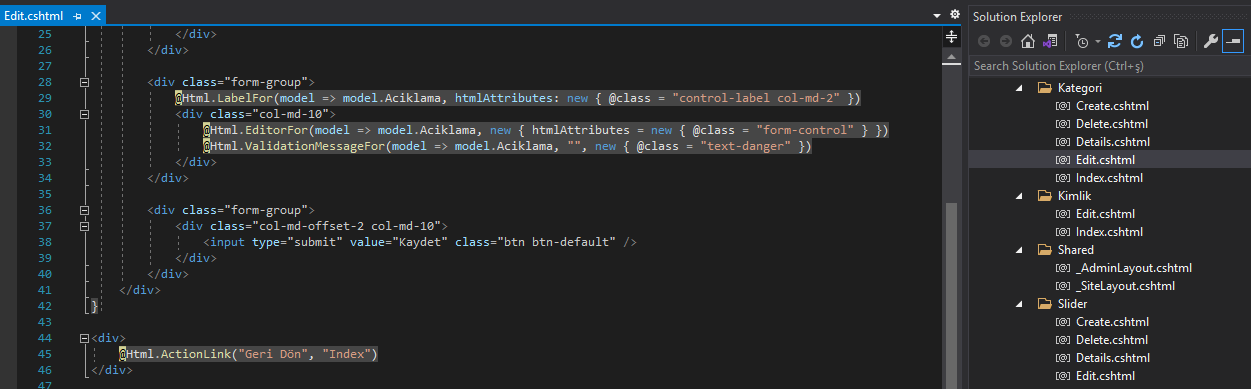 Edit.cshtml
25 </div>
26 </div>
27
28 <div class="form-group">
29 @Html.LabelFor(model => model.Aciklama, htmlAttributes: new { @class = "control-label col-md-2" })
30 <div class="col-md-10">
31 @Html.EditorFor(model => model.Aciklama, new { htmlAttributes = new { @class = "form-control" } })
32 @Html.ValidationMessageFor(model => model.Aciklama, "", new { @class = "text-danger" })
33 </div>
34 </div>
35
36 <div class="form-group">
37 <div class="col-md-offset-2 col-md-10">
38 <input type="submit" value="Kaydet" class="btn btn-default" />
39 </div>
40 </div>
41 </div>
42 }
43
44 <div>
45 @Html.ActionLink("Geri Dön", "Index")
46 </div>
47
Solution Explorer
Search Solution Explorer (Ctrl+ş)
Kategori
[@] Create.cshtml
[@] Delete.cshtml
[@] Details.cshtml
[@] Edit.cshtml
[@] Index.cshtml
Kimlik
[@] Edit.cshtml
[@] Index.cshtml
Shared
[@] _AdminLayout.cshtml
[@] _SiteLayout.cshtml
Slider
[@] Create.cshtml
[@] Delete.cshtml
[@] Details.cshtml
[@] Edit.cshtml